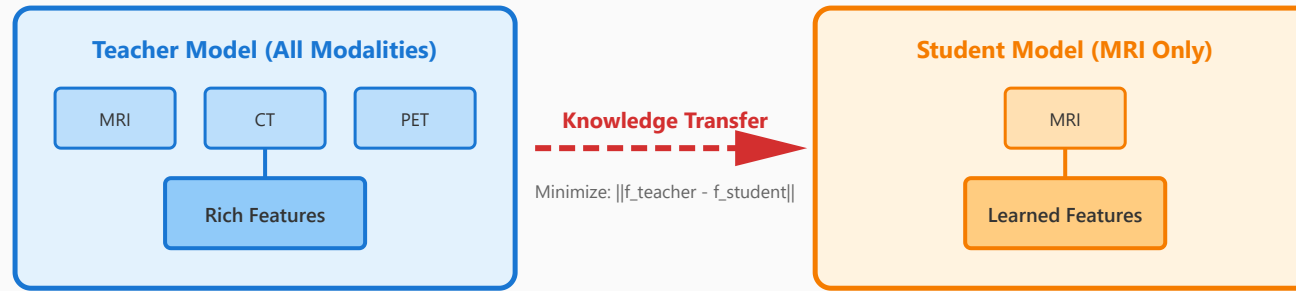 Teacher Model (All Modalities)
MRI
CT
PET
Rich Features
Knowledge Transfer
Minimize: ||f_teacher - f_student||
Student Model (MRI Only)
MRI
Learned Features